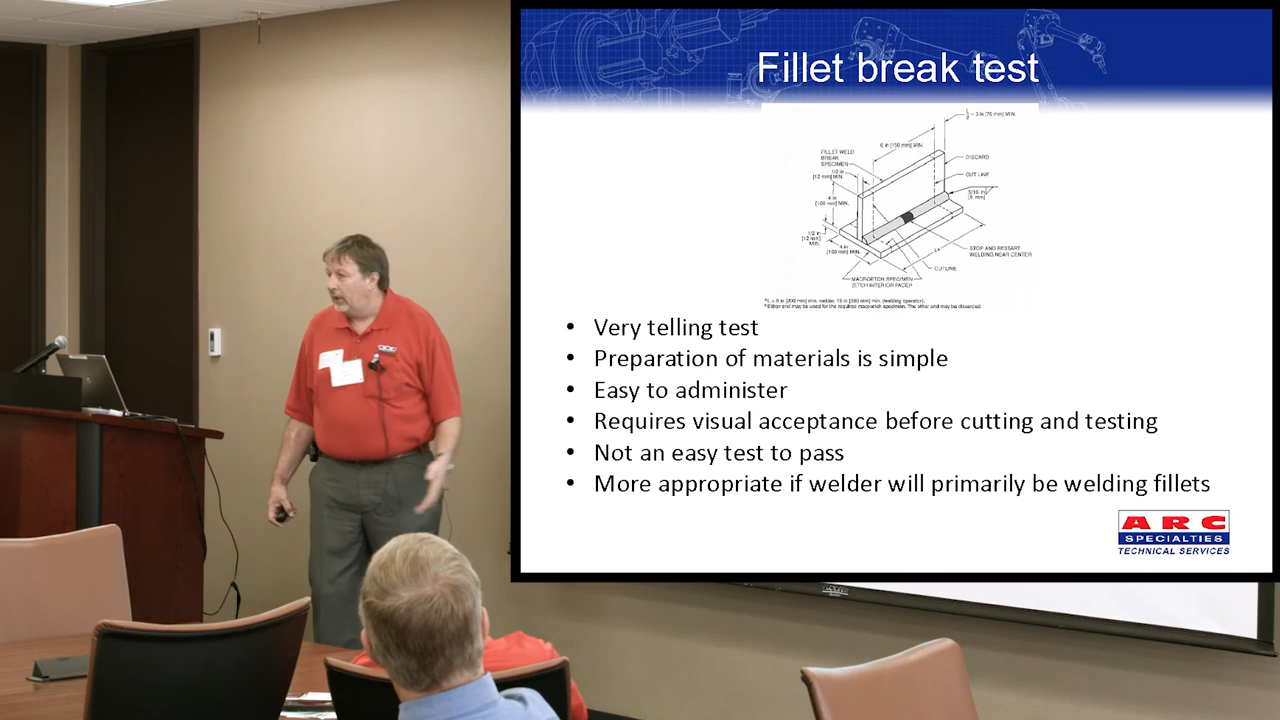 Fillet break test
L/2 - 3 in [75 mm] MIN.
6 in [150 mm] MIN.
FILLET WELD
BREAK
SPECIMEN
DISCARD
1/2 in
[12 mm] MIN.
CUT LINE
5/16 in
[8 mm]
4 in
[100 mm] MIN.
1/2 in
[12 mm]
MIN.
4 in
[100 mm] MIN.
STOP AND RESTART
WELDING NEAR CENTER
CUTLINE
MACROETCH SPECIMEN
(ETCH INTERIOR FACE)
• Very telling test
• Preparation of materials is simple
• Easy to administer
• Requires visual acceptance before cutting and testing
• Not an easy test to pass
• More appropriate if welder will primarily be welding fillets
ARC
SPECIALTIES
TECHNICAL SERVICES